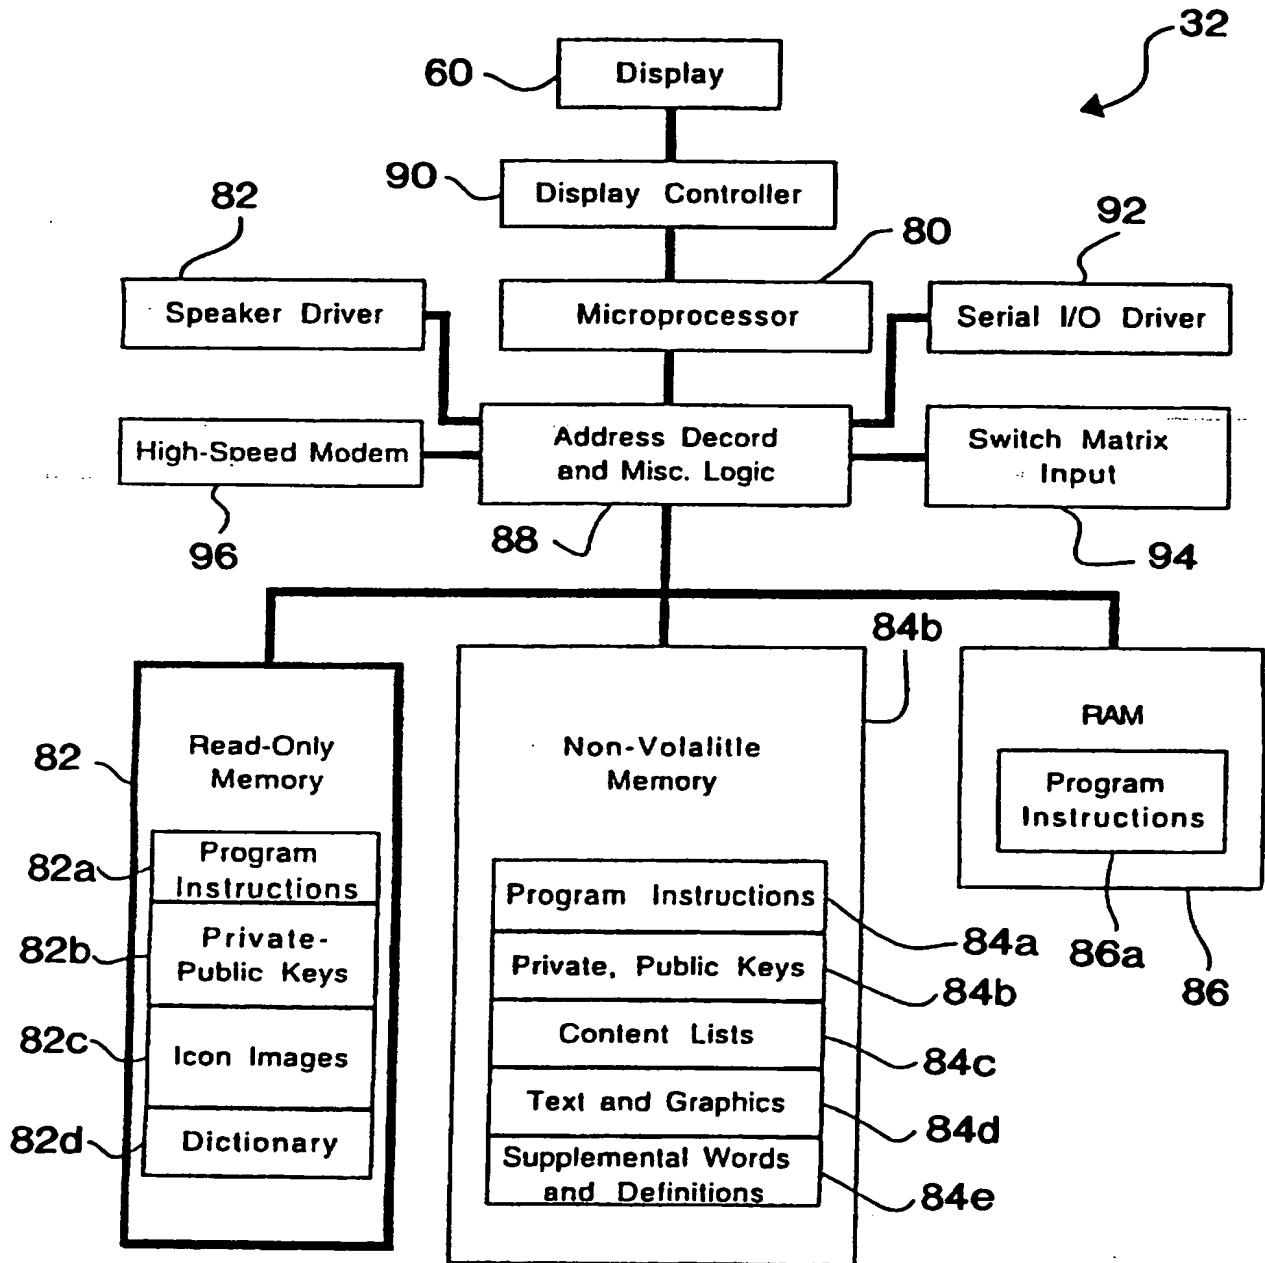 32
60
Display
90
Display Controller
82
80
92
Speaker Driver
Microprocessor
Serial I/O Driver
High-Speed Modem
Address Decord
and Misc. Logic
Switch Matrix
Input
96
88
94
84b
82
Read-Only
Memory
Non-Volalitle
Memory
RAM
Program
Instructions
82a
Program
Instructions
Program Instructions
84a
86a
86
82b
Private-
Public Keys
Private, Public Keys
84b
82c
Icon Images
Content Lists
84c
Text and Graphics
84d
82d
Dictionary
Supplemental Words
and Definitions
84e